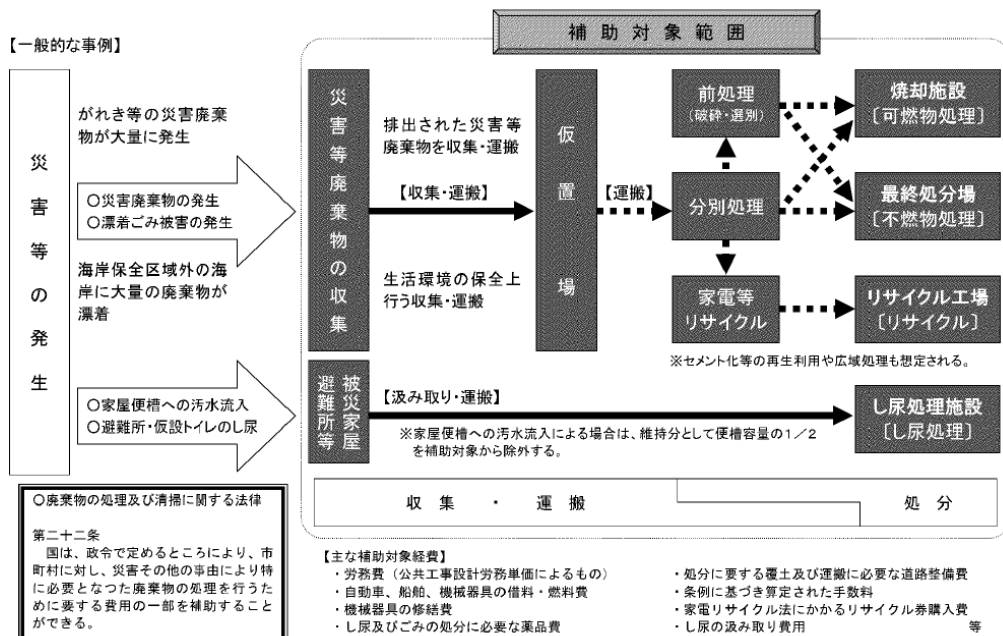 【一般的な事例】
補助対象範囲
災害等の発生
がれき等の災害廃棄
物が大量に発生
○災害廃棄物の発生
○漂着ごみ被害の発生
海岸保全区域外の海
岸に大量の廃棄物が
漂着
○家屋便槽への汚水流入
○避難所・仮設トイレのし尿
災害等廃棄物の収集
排出された災害等
廃棄物を収集・運搬
【収集・運搬】
生活環境の保全上
行う収集・運搬
仮置場
【運搬】
前処理
(破砕・選別)
分別処理
家電等
リサイクル
焼却施設
〔可燃物処理〕
最終処分場
〔不燃物処理〕
リサイクル工場
〔リサイクル〕
※セメント化等の再生利用や広域処理も想定される。
被災家屋
避難所等
【汲み取り・運搬】
※家屋便槽への汚水流入による場合は、維持分として便槽容量の1/2
を補助対象から除外する。
し尿処理施設
〔し尿処理〕
収集・運搬
処分
○廃棄物の処理及び清掃に関する法律
第二十二条
国は、政令で定めるところにより、市
町村に対し、災害その他の事由により特
に必要となつた廃棄物の処理を行うた
めに要する費用の一部を補助すること
ができる。
【主な補助対象経費】
・労務費（公共工事設計労務単価によるもの）
・自動車、船舶、機械器具の借料・燃料費
・機械器具の修繕費
・し尿及びごみの処分に必要な薬品費
・処分に要する覆土及び運搬に必要な道路整備費
・条例に基づき算定された手数料
・家電リサイクル法にかかるリサイクル券購入費
・し尿の汲み取り費用 等